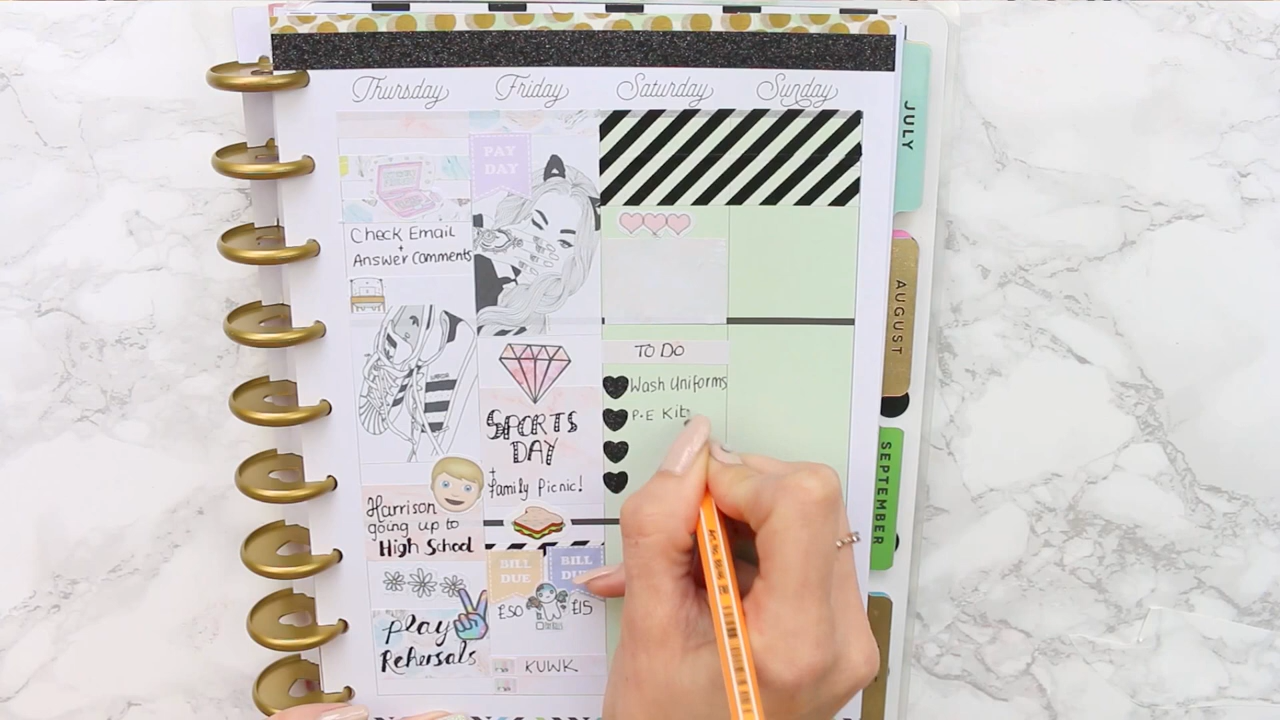 Thursday
Friday
Saturday
Sunday
PAY
DAY
Check Email
+
Answer Comments
SPORTS
DAY
+
family Picnic!
Harrison
going up to
High School
BILL
DUE
BILL
DUE
£50
£15
play
Rehersals
KUWK
TO DO
Wash Uniforms
P.E Kit
JULY
AUGUST
SEPTEMBER